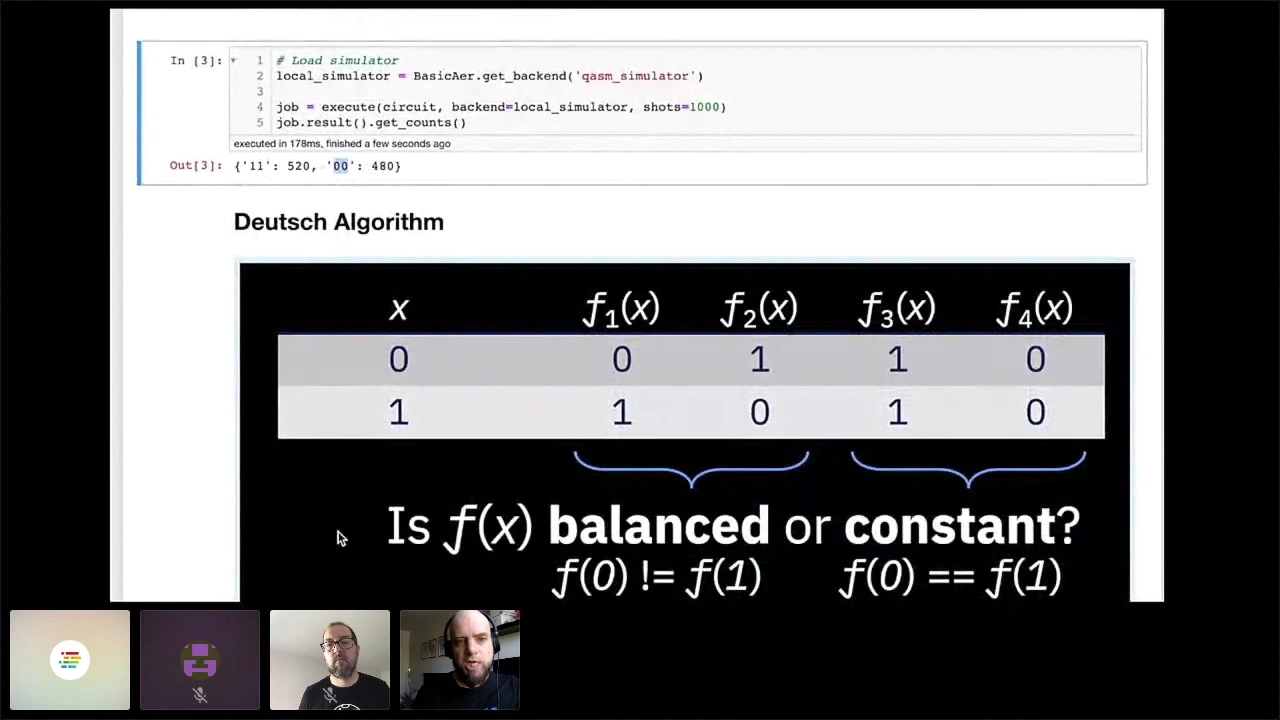 In [3]:
1 # Load simulator
2 local_simulator = BasicAer.get_backend('qasm_simulator')
3
4 job = execute(circuit, backend=local_simulator, shots=1000)
5 job.result().get_counts()
executed in 178ms, finished a few seconds ago
Out[3]: {'11': 520, '00': 480}
Deutsch Algorithm
x f₁(x) f₂(x) f₃(x) f₄(x)
0 0 1 1 0
1 1 0 1 0
Is f(x) balanced or constant?
f(0) != f(1) f(0) == f(1)